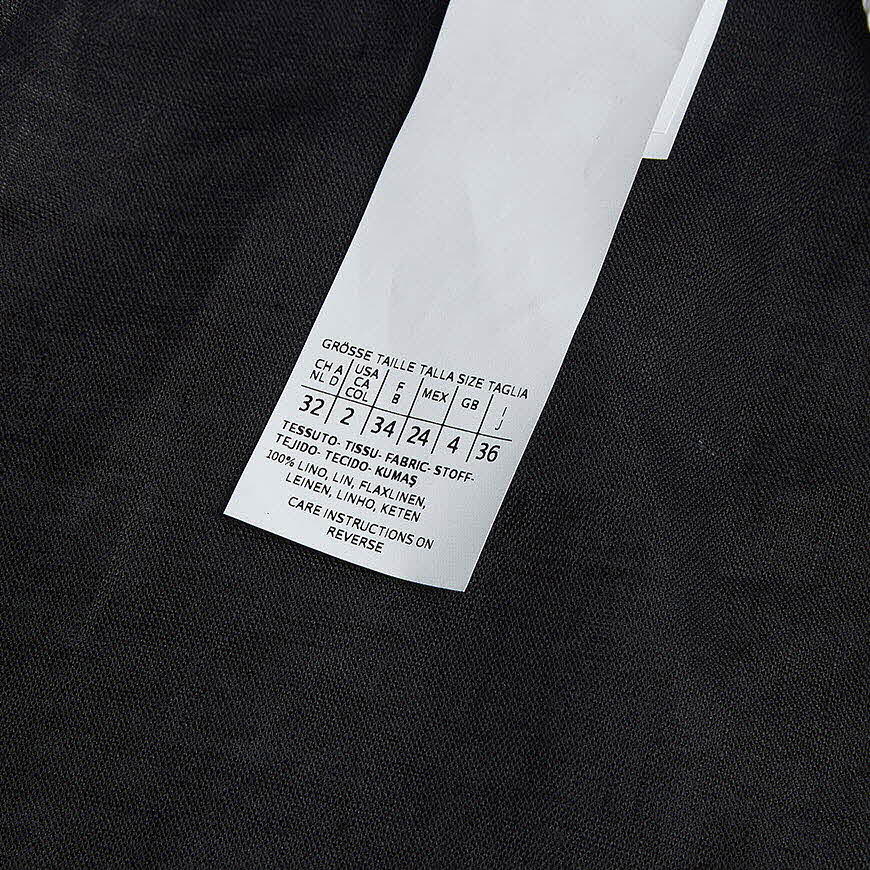 GRÖSSE TAILLE TALLA SIZE TAGLIA
CH A USA F MEX GB I
NL D CA B J
COL
32 2 34 24 4 36
TESSUTO- TISSU- FABRIC- STOFF-
TEJIDO- TECIDO- KUMAŞ
100% LINO, LIN, FLAXLINEN,
LEINEN, LINHO, KETEN
CARE INSTRUCTIONS ON
REVERSE